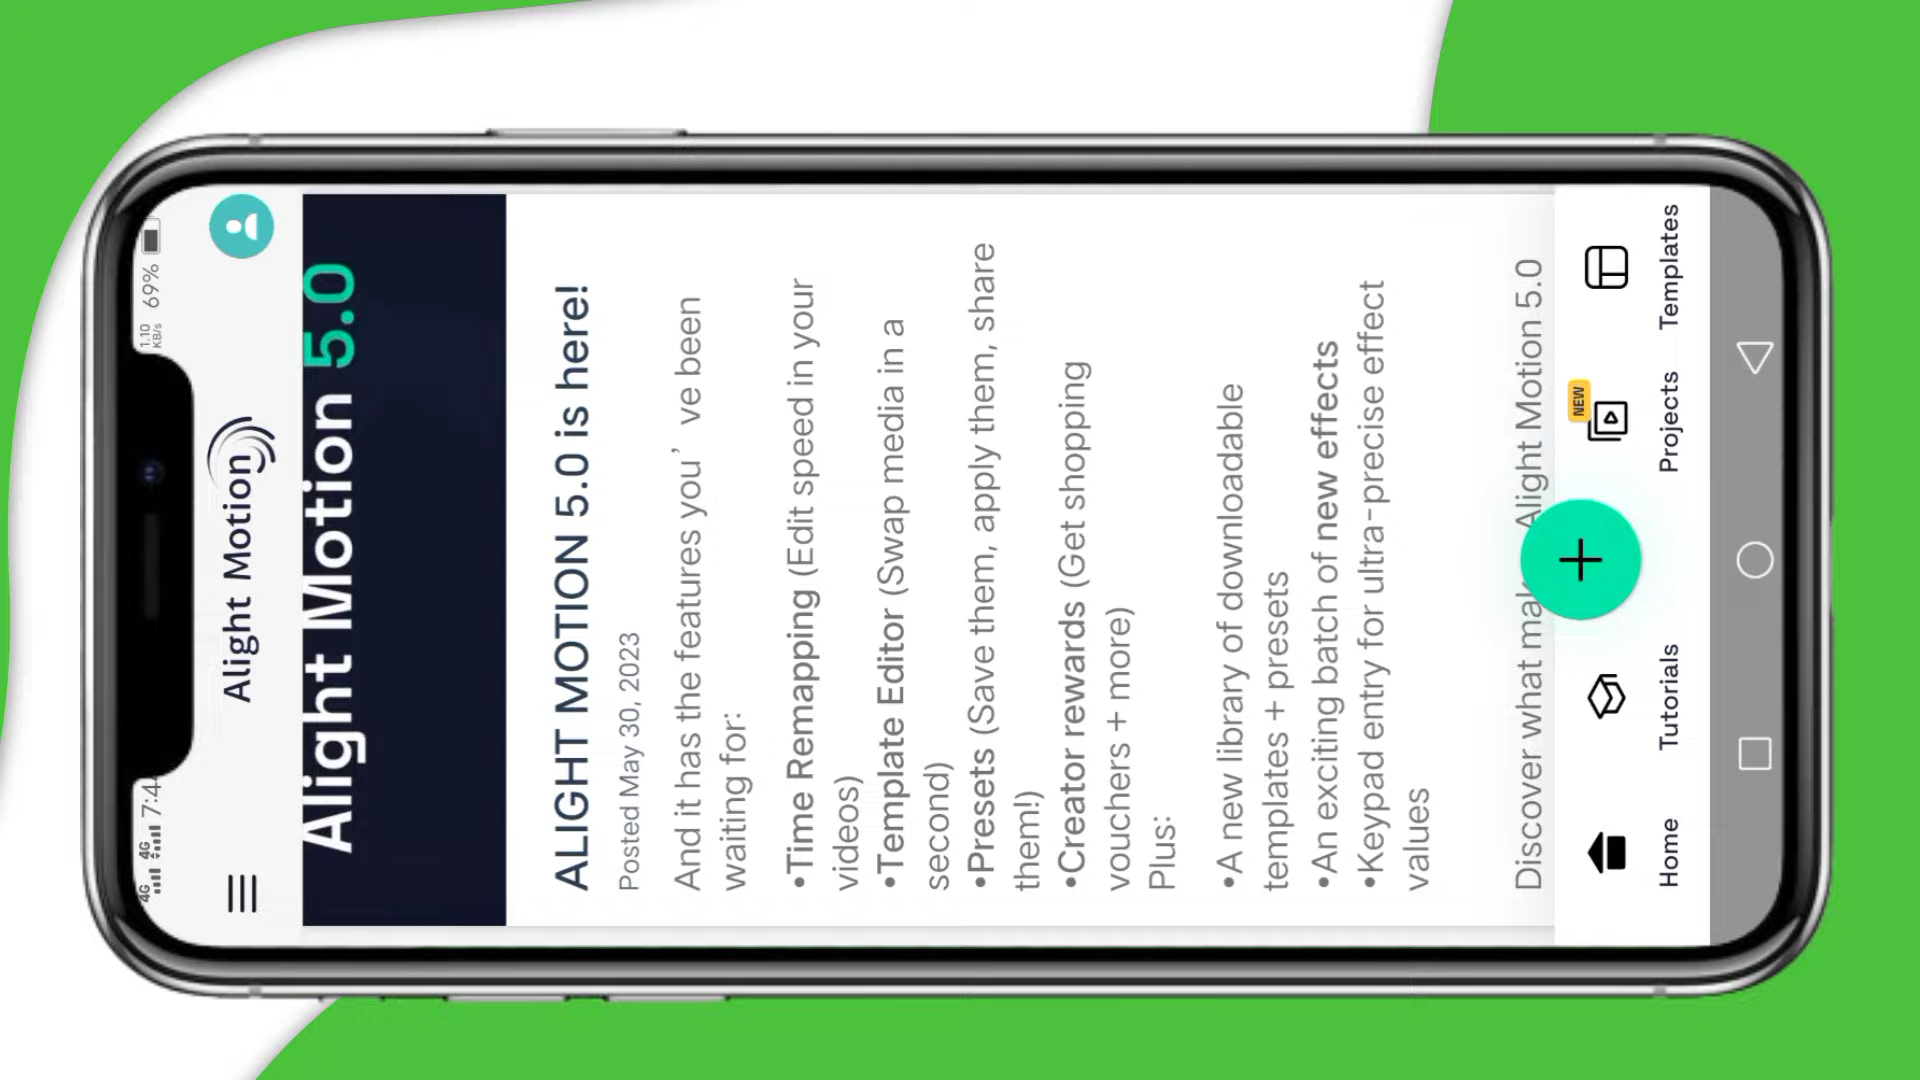 4G 4G 7:4
1.10 KB/s 69%
Alight Motion
Alight Motion 5.0
ALIGHT MOTION 5.0 is here!
Posted May 30, 2023
And it has the features you’ve been
waiting for:
•Time Remapping (Edit speed in your
videos)
•Template Editor (Swap media in a
second)
•Presets (Save them, apply them, share
them!)
•Creator rewards (Get shopping
vouchers + more)
Plus:
•A new library of downloadable
templates + presets
•An exciting batch of new effects
•Keypad entry for ultra-precise effect
values
Discover what Alight Motion 5.0
NEW
Home Tutorials Projects Templates